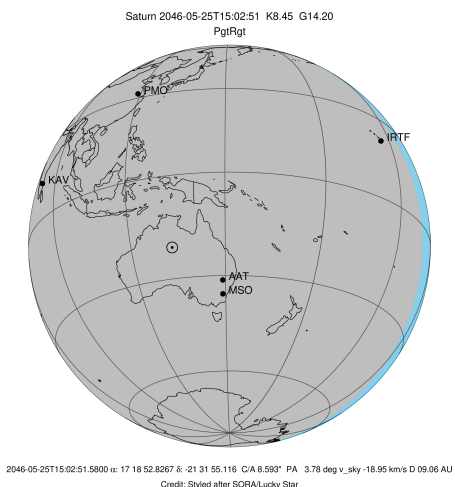 Saturn 2046-05-25T15:02:51 K8.45 G14.20
PgtRgt
PMO
IRTF
KAV
AAT
MSO
2046-05-25T15:02:51.5800 α: 17 18 52.8267 δ: -21 31 55.116 C/A 8.593" PA 3.78 deg v_sky -18.95 km/s D 09.06 AU
Credit: Styled after SORA/Lucky Star